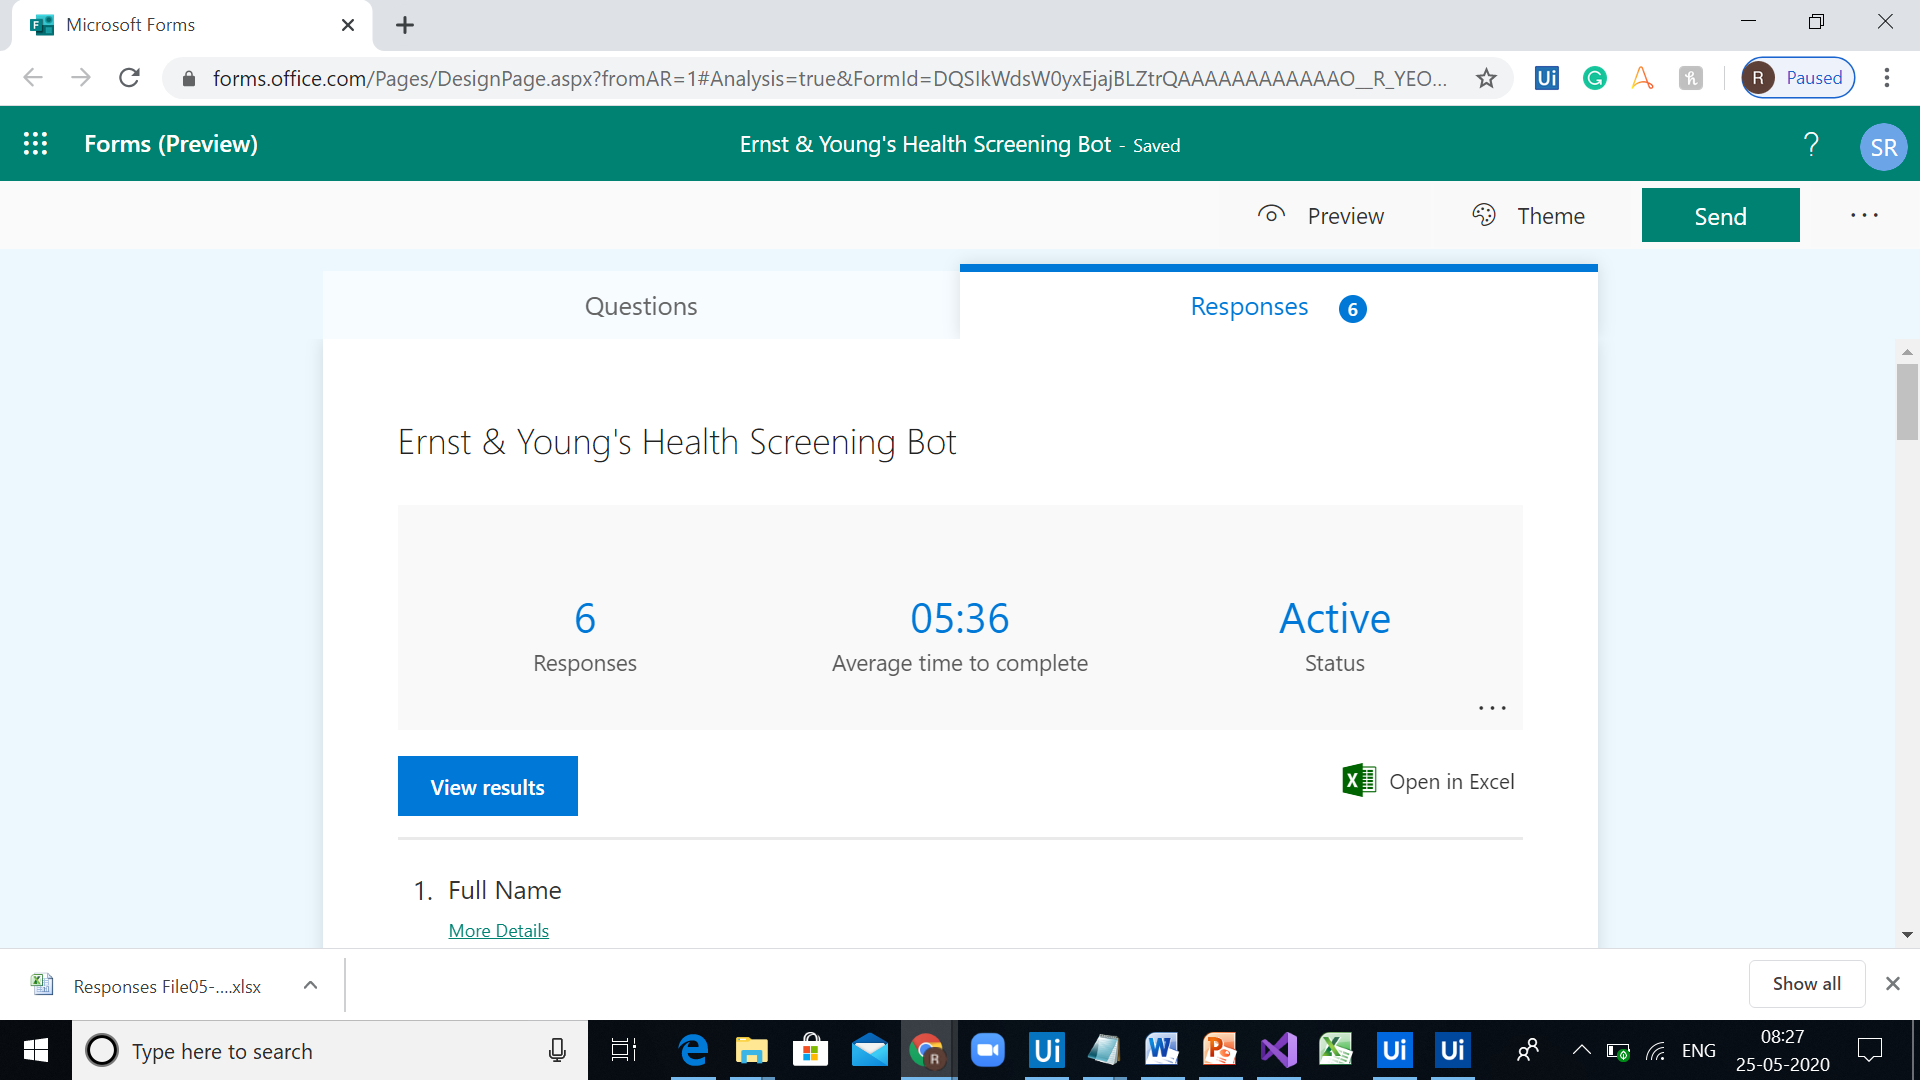 Microsoft Forms
forms.office.com/Pages/DesignPage.aspx?fromAR=1#Analysis=true&FormId=DQSIkWdsW0yxEjajBLZtrQAAAAAAAAAAAAO__R_YEO...
Ui
G
h
R
Paused
Forms (Preview)
Ernst & Young's Health Screening Bot - Saved
?
SR
Preview
Theme
Send
...
Questions
Responses 6
Ernst & Young's Health Screening Bot
6
Responses
05:36
Average time to complete
Active
Status
...
View results
Open in Excel
1. Full Name
More Details
Responses File05-....xlsx
Show all
Type here to search
R
Ui
Ui
Ui
ENG
08:27
25-05-2020